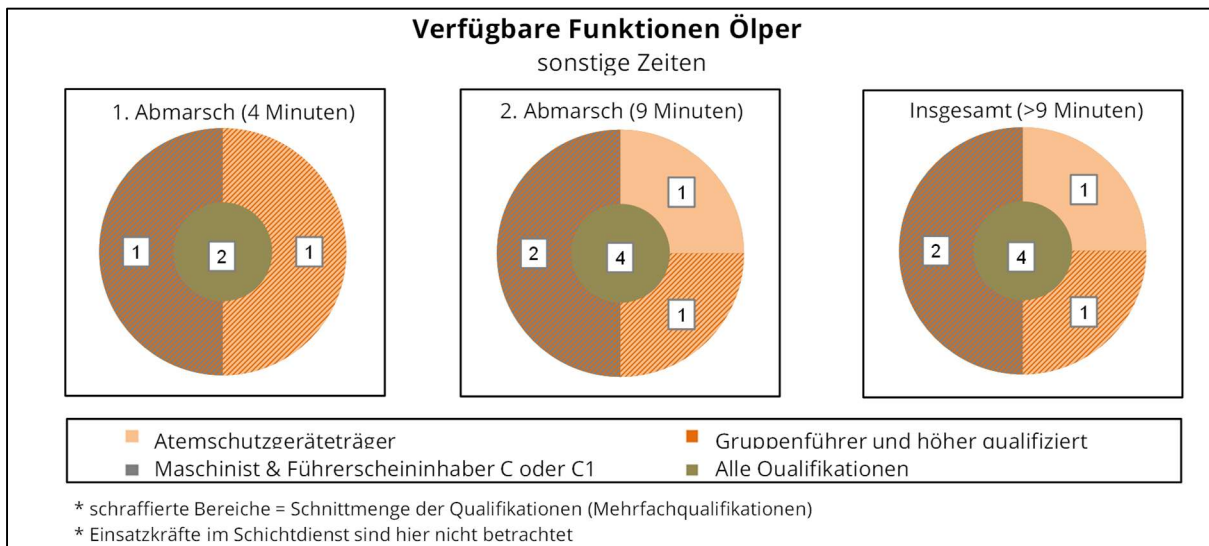 Verfügbare Funktionen Ölper
sonstige Zeiten
1. Abmarsch (4 Minuten)
1
2
1
2. Abmarsch (9 Minuten)
1
2
4
1
Insgesamt (>9 Minuten)
1
2
4
1
Atemschutzgeräteträger
Gruppenführer und höher qualifiziert
Maschinist & Führerscheininhaber C oder C1
Alle Qualifikationen
* schraffierte Bereiche = Schnittmenge der Qualifikationen (Mehrfachqualifikationen)
* Einsatzkräfte im Schichtdienst sind hier nicht betrachtet